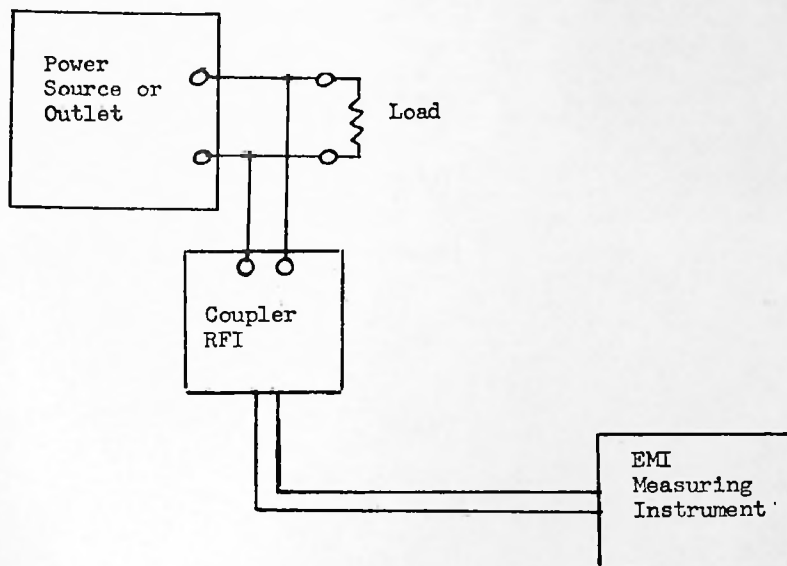 Power
Source or
Outlet
Load
Coupler
RFI
EMI
Measuring
Instrument